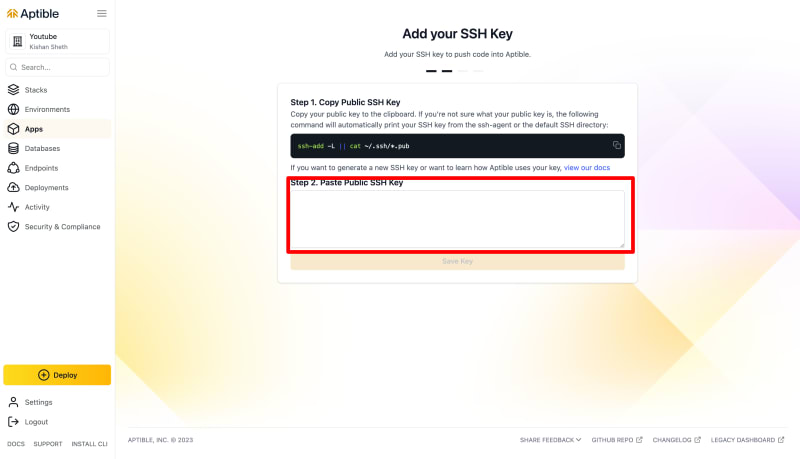 Aptible
Youtube
Kishan Sheth
Search...
Stacks
Environments
Apps
Databases
Endpoints
Deployments
Activity
Security & Compliance
Deploy
Settings
Logout
DOCS SUPPORT INSTALL CLI
Add your SSH Key
Add your SSH key to push code into Aptible.
Step 1. Copy Public SSH Key
Copy your public key to the clipboard. If you're not sure what your public key is, the following
command will automatically print your SSH key from the ssh-agent or the default SSH directory:
ssh-add -L || cat ~/.ssh/*.pub
If you want to generate a new SSH key or want to learn how Aptible uses your key, view our docs
Step 2. Paste Public SSH Key
Save Key
APTIBLE, INC. © 2023
SHARE FEEDBACK GITHUB REPO CHANGELOG LEGACY DASHBOARD